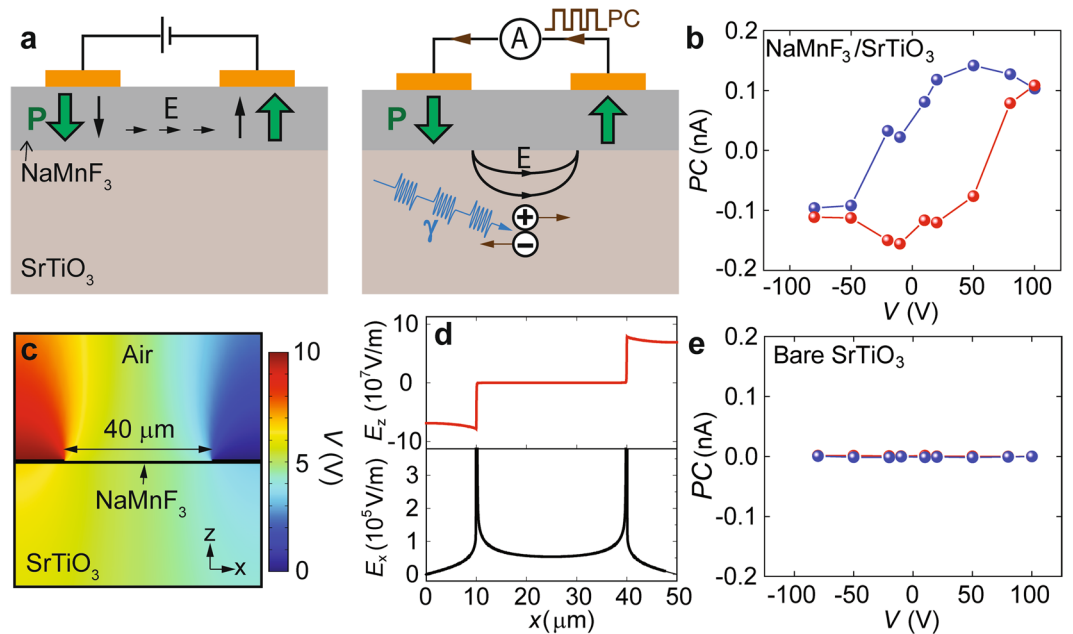 a
P
E
NaMnF3
SrTiO3
A
PC
P
E
γ
+
−
b
NaMnF3/SrTiO3
PC (nA)
0.2
0.1
0.0
-0.1
-0.2
-100 -50 0 50 100
V (V)
c
Air
40 μm
NaMnF3
SrTiO3
z
x
10
5
0
V (V)
d
Ez (10^7V/m)
10
0
-10
Ex (10^5V/m)
3
2
1
0
0 10 20 30 40 50
x(μm)
e
Bare SrTiO3
PC (nA)
0.2
0.1
0.0
-0.1
-0.2
-100 -50 0 50 100
V (V)